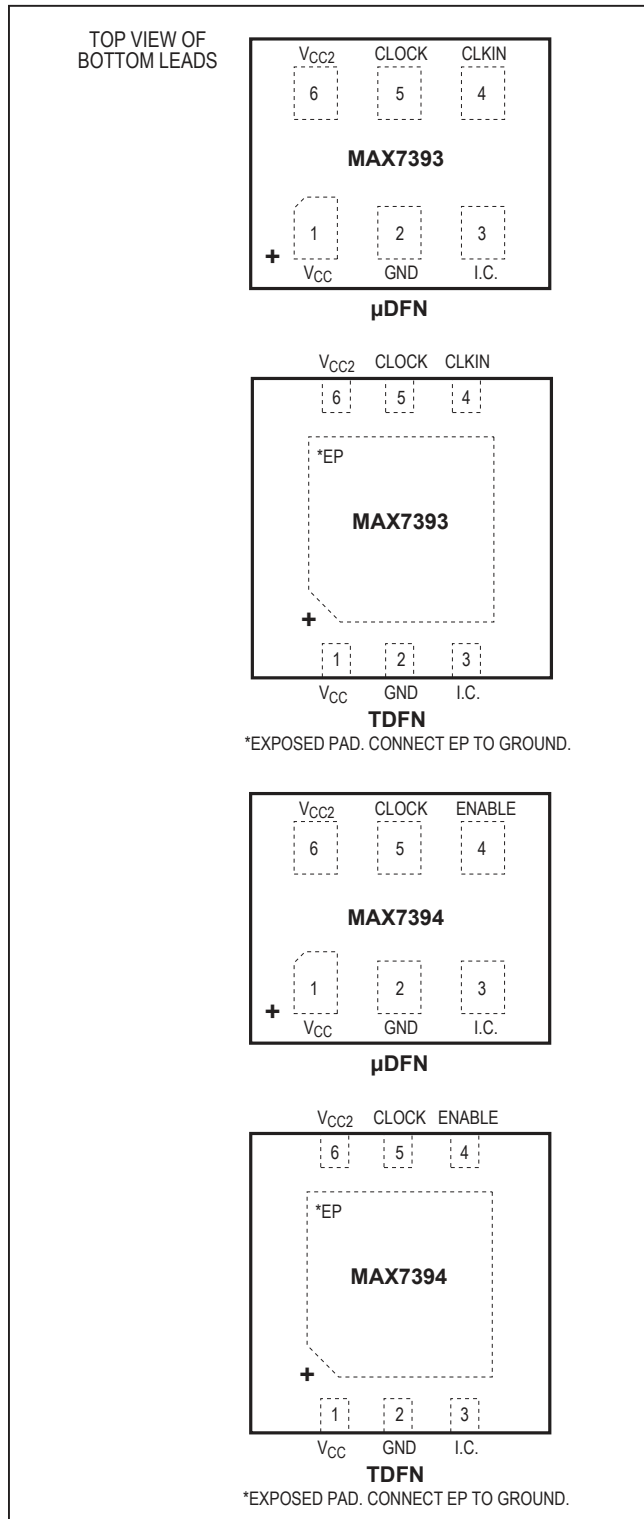 TOP VIEW OF
BOTTOM LEADS
VCC2 CLOCK CLKIN
6 5 4
MAX7393
1 2 3
+
VCC GND I.C.
µDFN
VCC2 CLOCK CLKIN
6 5 4
*EP
MAX7393
+
1 2 3
VCC GND I.C.
TDFN
*EXPOSED PAD. CONNECT EP TO GROUND.
VCC2 CLOCK ENABLE
6 5 4
MAX7394
1 2 3
+
VCC GND I.C.
µDFN
VCC2 CLOCK ENABLE
6 5 4
*EP
MAX7394
+
1 2 3
VCC GND I.C.
TDFN
*EXPOSED PAD. CONNECT EP TO GROUND.